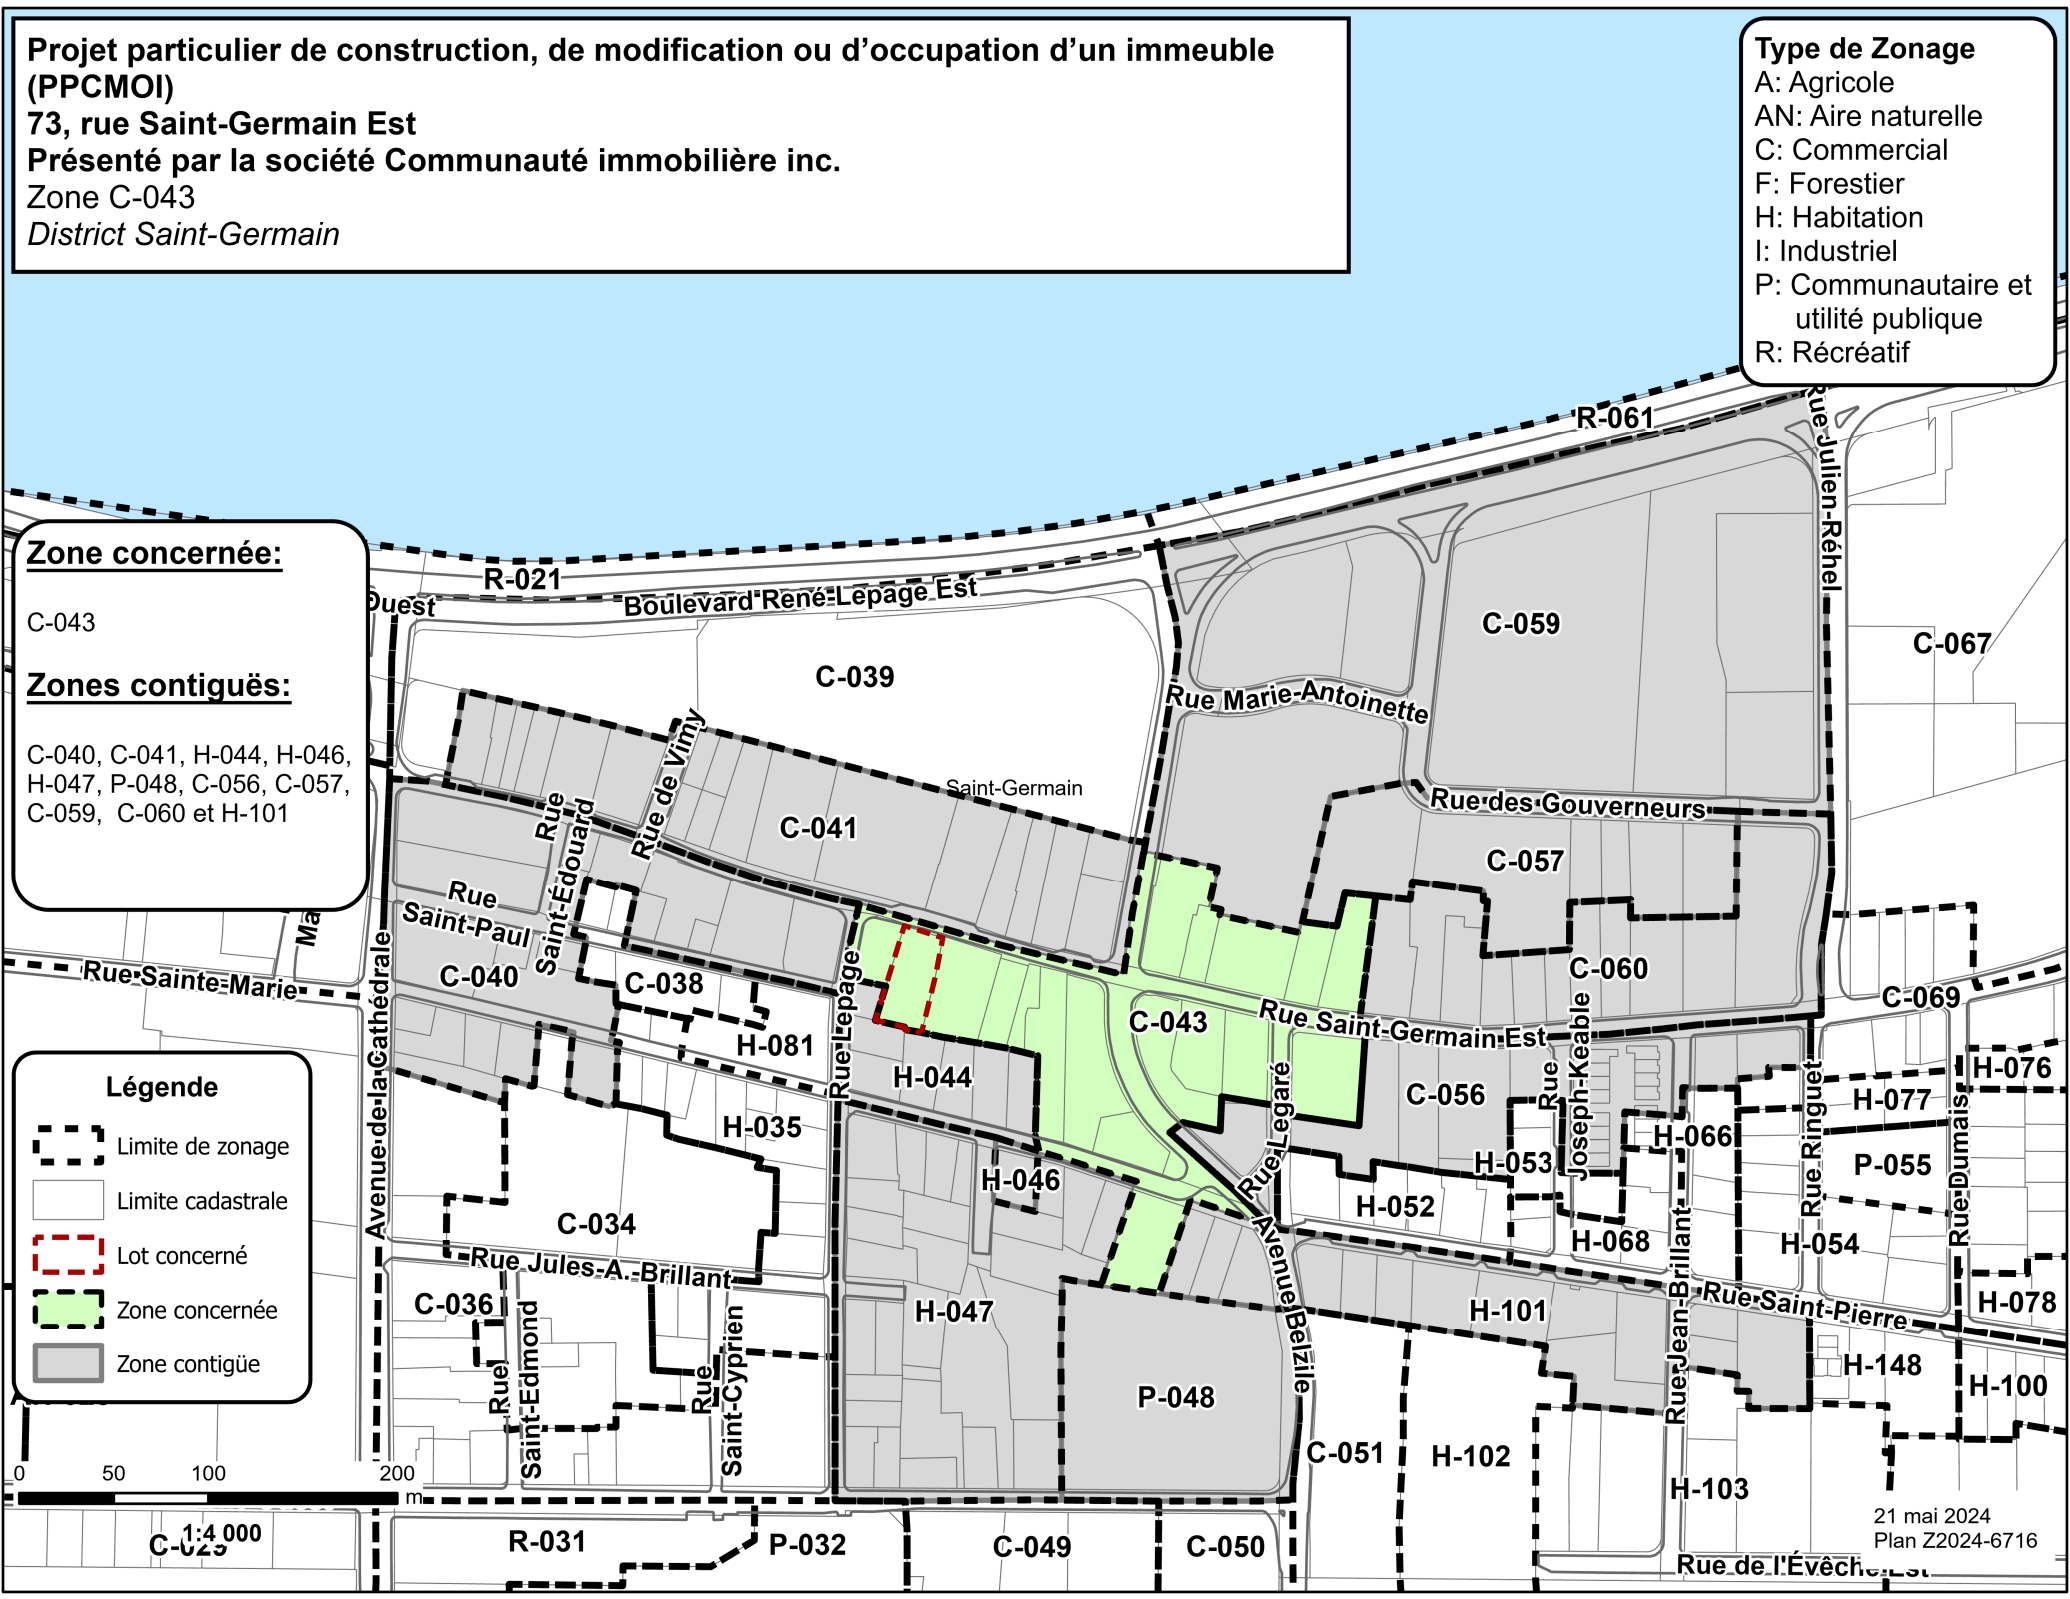 Projet particulier de construction, de modification ou d’occupation d’un immeuble
(PPCMOI)
73, rue Saint-Germain Est
Présenté par la société Communauté immobilière inc.
Zone C-043
District Saint-Germain
Type de Zonage
A: Agricole
AN: Aire naturelle
C: Commercial
F: Forestier
H: Habitation
I: Industriel
P: Communautaire et
utilité publique
R: Récréatif
R-061
Rue Julien-Réhel
Zone concernée:
C-043
Zones contiguës:
C-040, C-041, H-044, H-046,
H-047, P-048, C-056, C-057,
C-059,  C-060 et H-101
R-021
Ouest
Boulevard René-Lepage Est
C-059
C-067
C-039
Rue Marie-Antoinette
Rue de Vimy
Saint-Germain
Rue des Gouverneurs
C-041
Rue
Saint-Édouard
C-057
Rue
Saint-Paul
Rue Sainte-Marie
C-040
C-038
C-060
C-069
Rue Lepage
C-043
Rue Saint-Germain Est
H-081
Avenue de la Cathédrale
H-044
Rue Legaré
C-056
Rue
Joseph-Keable
H-076
H-077
H-035
H-066
Rue Ringuet
P-055
Rue Dumais
H-046
H-053
H-052
C-034
H-068
H-054
Rue Jules-A.-Brillant
Avenue Belzile
Rue Jean-Brillant
Rue Saint-Pierre
C-036
H-047
H-101
H-078
Ruel
Saint-Edmond
Rue
Saint-Cyprien
P-048
H-148
H-100
C-051
H-102
H-103
Légende
Limite de zonage
Limite cadastrale
Lot concerné
Zone concernée
Zone contigüe
0 50 100 200
m
1:4 000
C-029
R-031
P-032
C-049
C-050
Rue de l'Évêché Est
21 mai 2024
Plan Z2024-6716